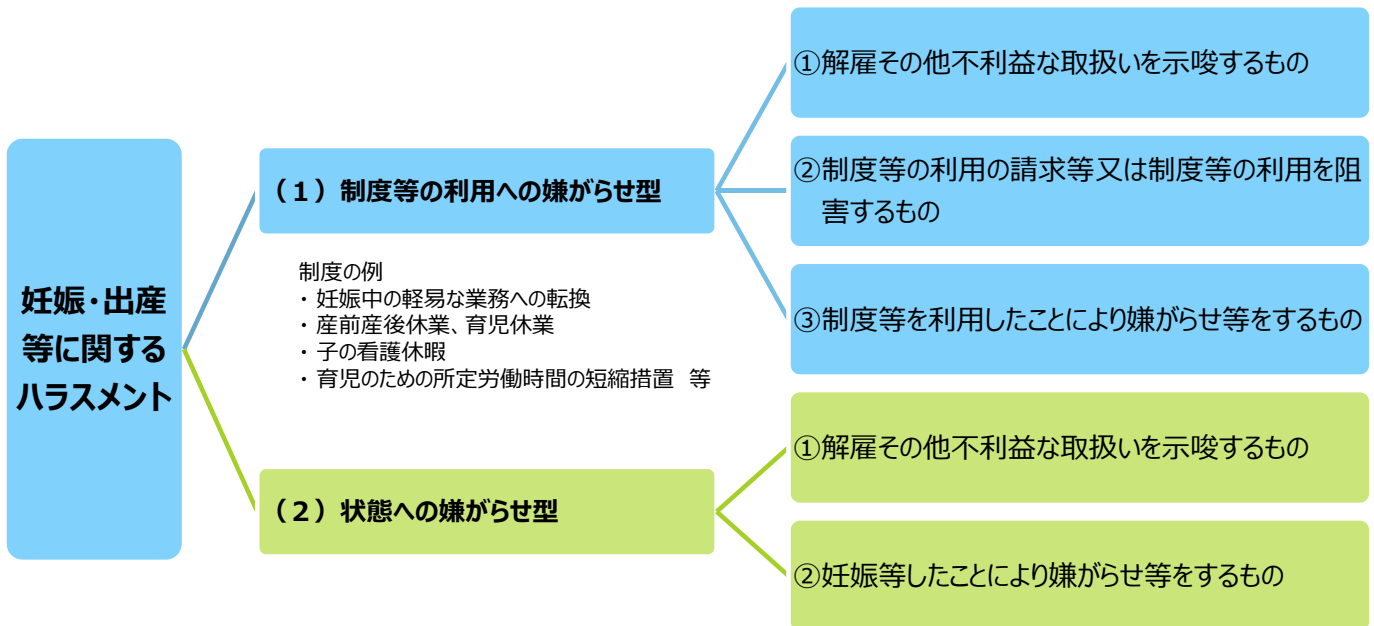 妊娠・出産
等に関する
ハラスメント
（１）制度等の利用への嫌がらせ型
制度の例
・ 妊娠中の軽易な業務への転換
・ 産前産後休業、育児休業
・ 子の看護休暇
・ 育児のための所定労働時間の短縮措置　等
①解雇その他不利益な取扱いを示唆するもの
②制度等の利用の請求等又は制度等の利用を阻
害するもの
③制度等を利用したことにより嫌がらせ等をするもの
（２）状態への嫌がらせ型
①解雇その他不利益な取扱いを示唆するもの
②妊娠等したことにより嫌がらせ等をするもの